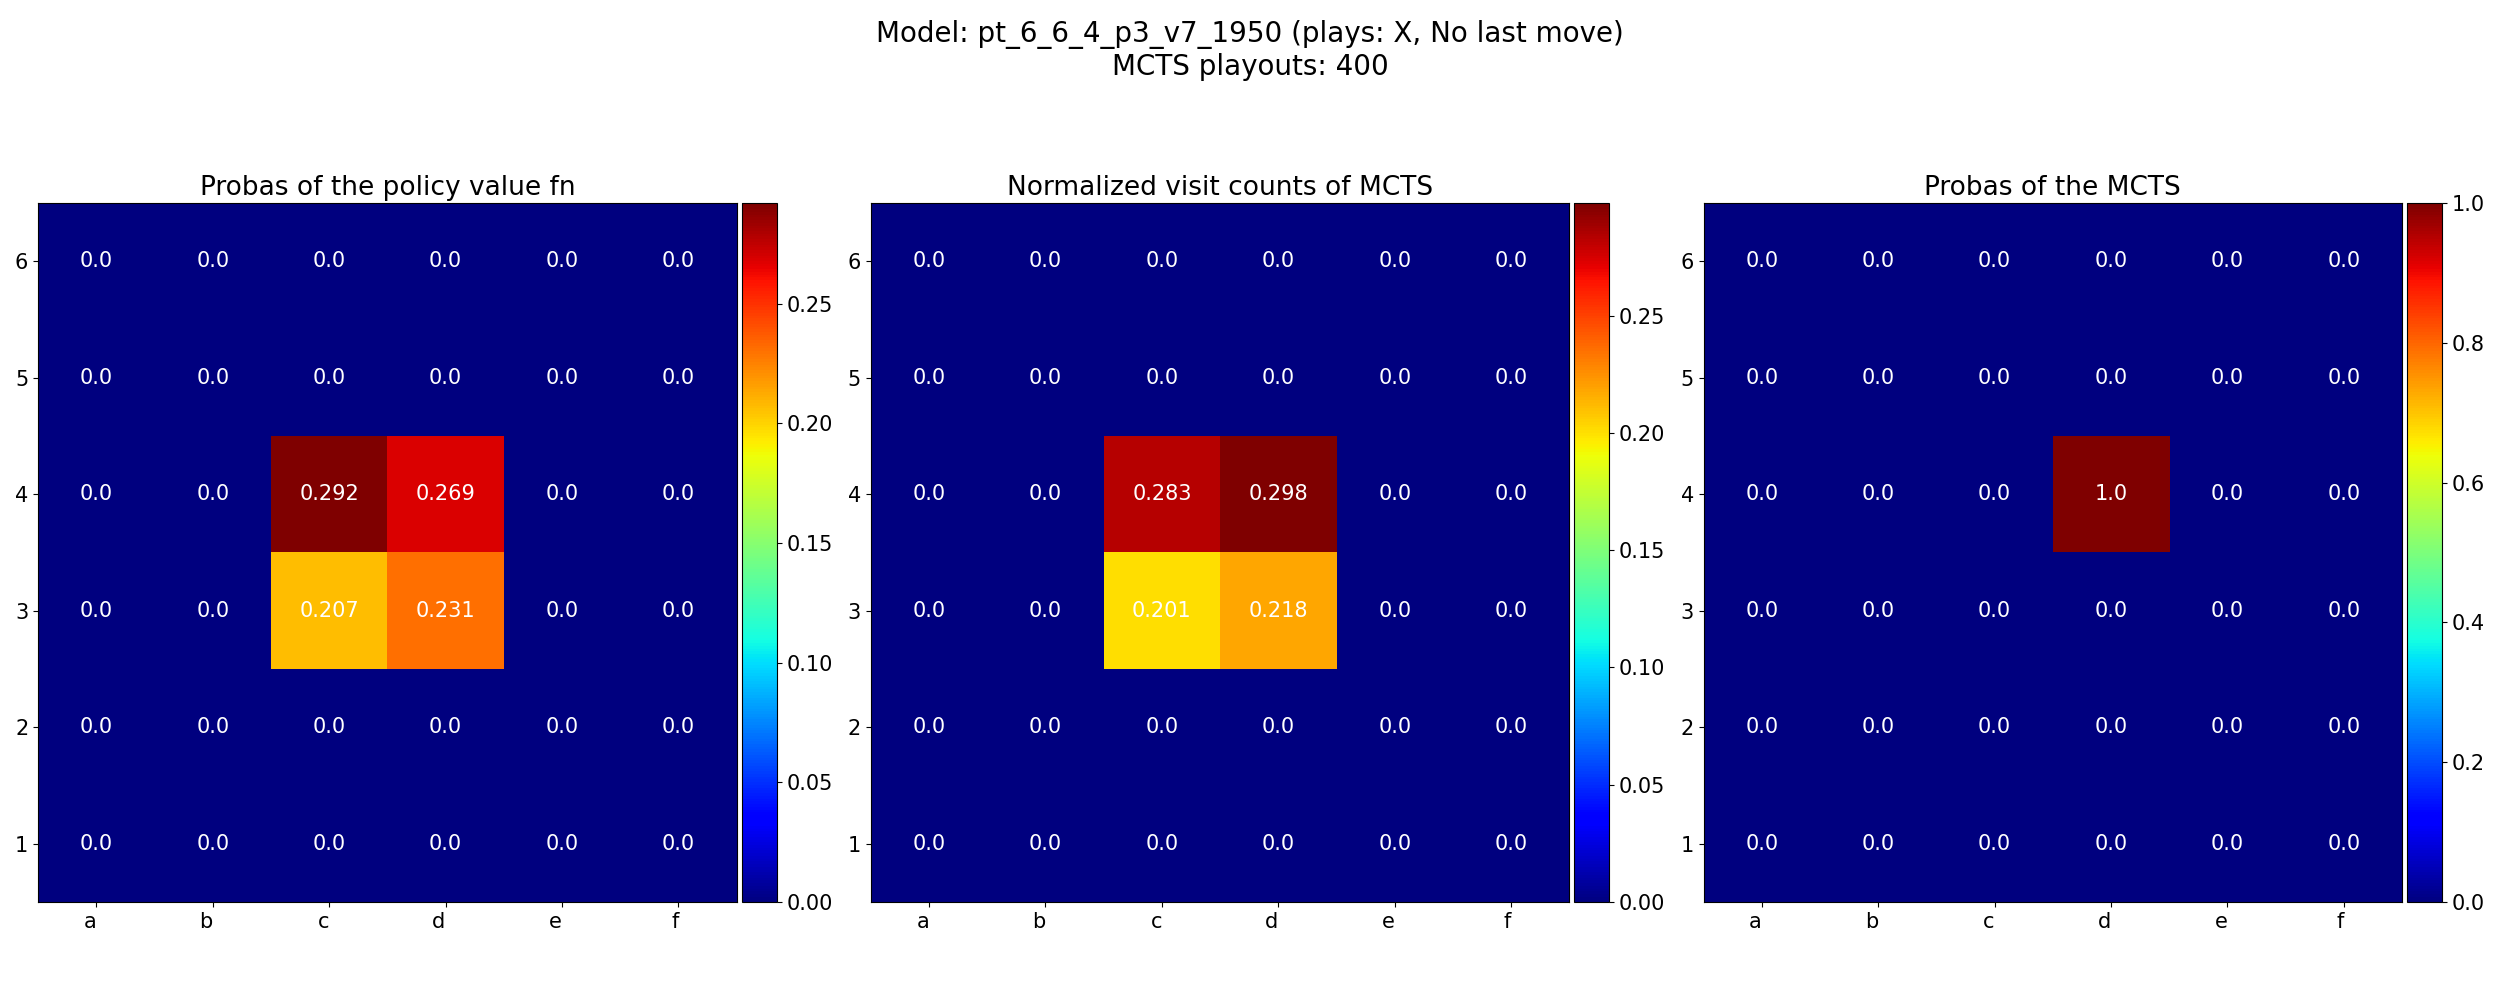 Model: pt_6_6_4_p3_v7_1950 (plays: X, No last move)
MCTS playouts: 400
Probas of the policy value fn
6 0.0 0.0 0.0 0.0 0.0 0.0
5 0.0 0.0 0.0 0.0 0.0 0.0
4 0.0 0.0 0.292 0.269 0.0 0.0
3 0.0 0.0 0.207 0.231 0.0 0.0
2 0.0 0.0 0.0 0.0 0.0 0.0
1 0.0 0.0 0.0 0.0 0.0 0.0
a b c d e f
0.25
0.20
0.15
0.10
0.05
0.00
Normalized visit counts of MCTS
6 0.0 0.0 0.0 0.0 0.0 0.0
5 0.0 0.0 0.0 0.0 0.0 0.0
4 0.0 0.0 0.283 0.298 0.0 0.0
3 0.0 0.0 0.201 0.218 0.0 0.0
2 0.0 0.0 0.0 0.0 0.0 0.0
1 0.0 0.0 0.0 0.0 0.0 0.0
a b c d e f
0.25
0.20
0.15
0.10
0.05
0.00
Probas of the MCTS
6 0.0 0.0 0.0 0.0 0.0 0.0
5 0.0 0.0 0.0 0.0 0.0 0.0
4 0.0 0.0 0.0 1.0 0.0 0.0
3 0.0 0.0 0.0 0.0 0.0 0.0
2 0.0 0.0 0.0 0.0 0.0 0.0
1 0.0 0.0 0.0 0.0 0.0 0.0
a b c d e f
1.0
0.8
0.6
0.4
0.2
0.0